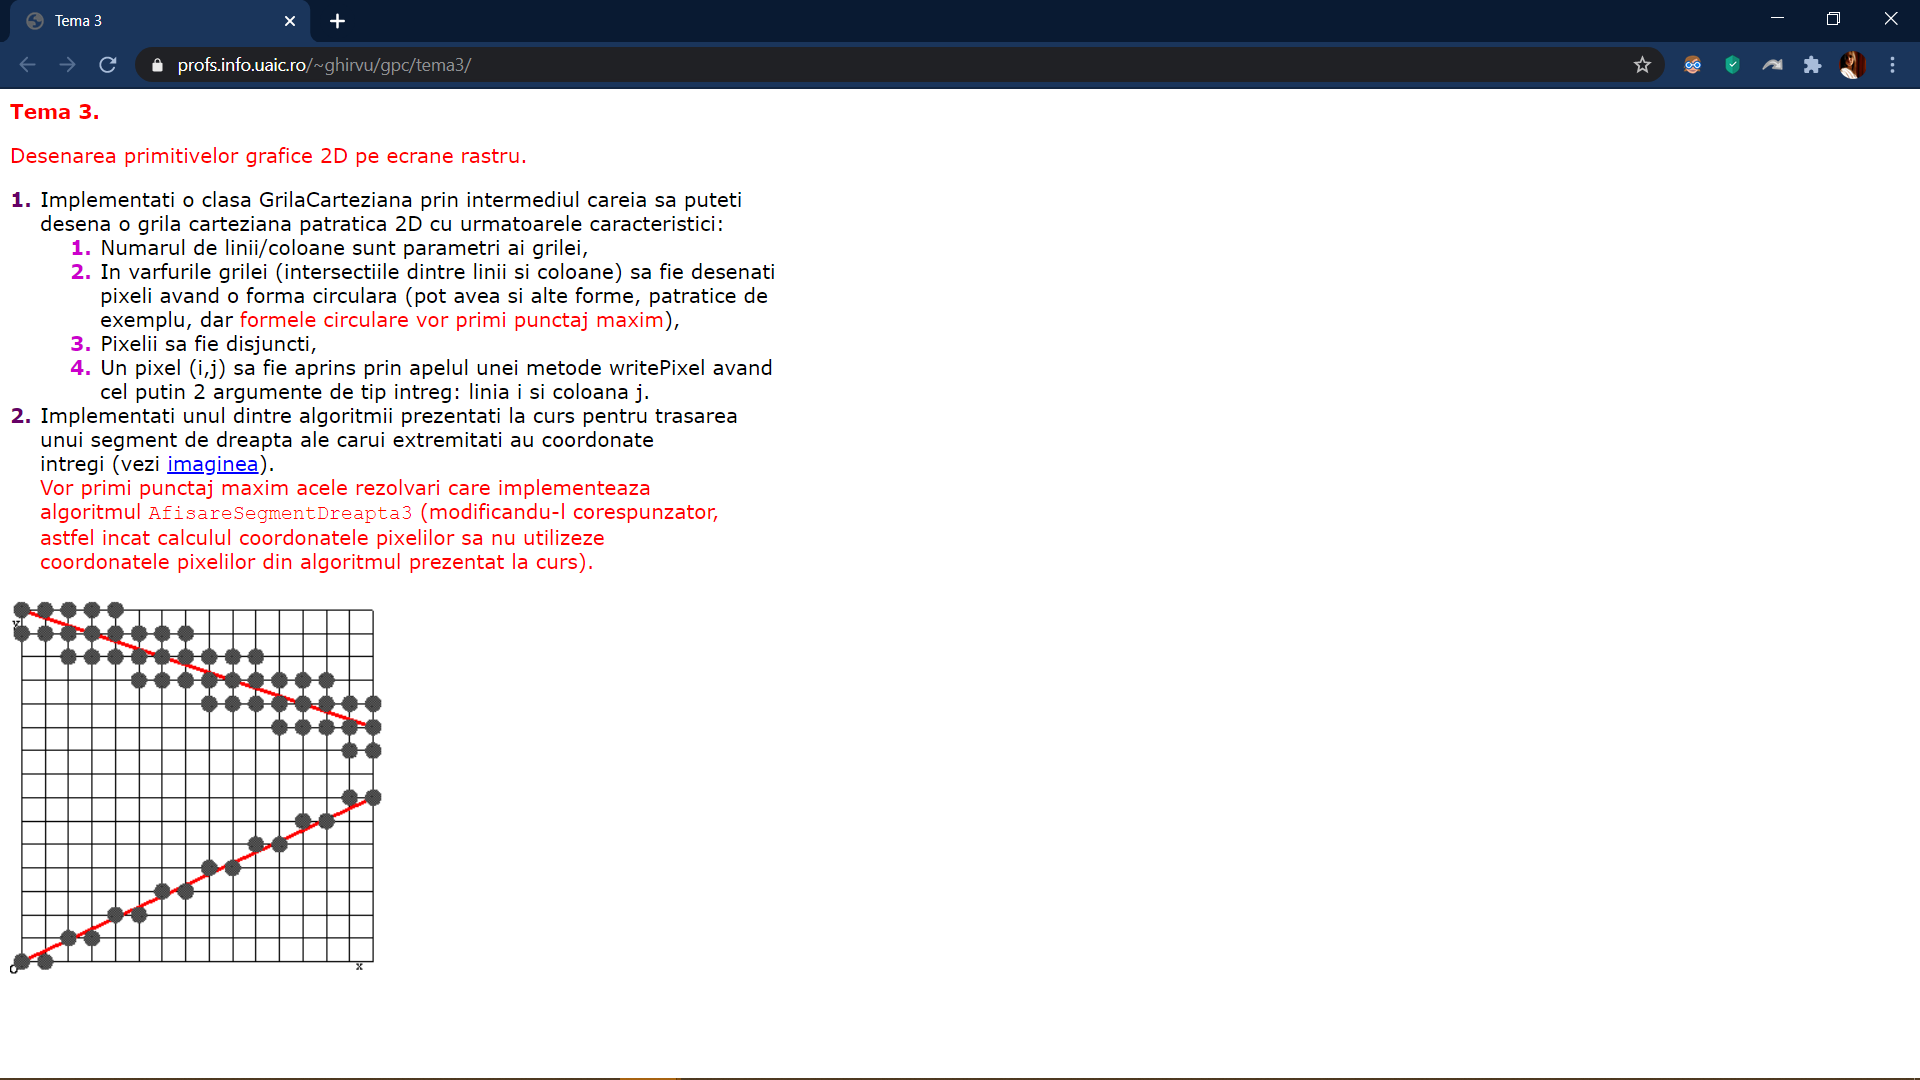 Tema 3
profs.info.uaic.ro/~ghirvu/gpc/tema3/
Tema 3.
Desenarea primitivelor grafice 2D pe ecrane rastru.
1. Implementati o clasa GrilaCarteziana prin intermediul careia sa puteti
desena o grila carteziana patratica 2D cu urmatoarele caracteristici:
1. Numarul de linii/coloane sunt parametri ai grilei,
2. In varfurile grilei (intersectiile dintre linii si coloane) sa fie desenati
pixeli avand o forma circulara (pot avea si alte forme, patratice de
exemplu, dar formele circulare vor primi punctaj maxim),
3. Pixelii sa fie disjuncti,
4. Un pixel (i,j) sa fie aprins prin apelul unei metode writePixel avand
cel putin 2 argumente de tip intreg: linia i si coloana j.
2. Implementati unul dintre algoritmii prezentati la curs pentru trasarea
unui segment de dreapta ale carui extremitati au coordonate
intregi (vezi imaginea).
Vor primi punctaj maxim acele rezolvari care implementeaza
algoritmul AfisareSegmentDreapta3 (modificandu-l corespunzator,
astfel incat calculul coordonatele pixelilor sa nu utilizeze
coordonatele pixelilor din algoritmul prezentat la curs).
y
O
x